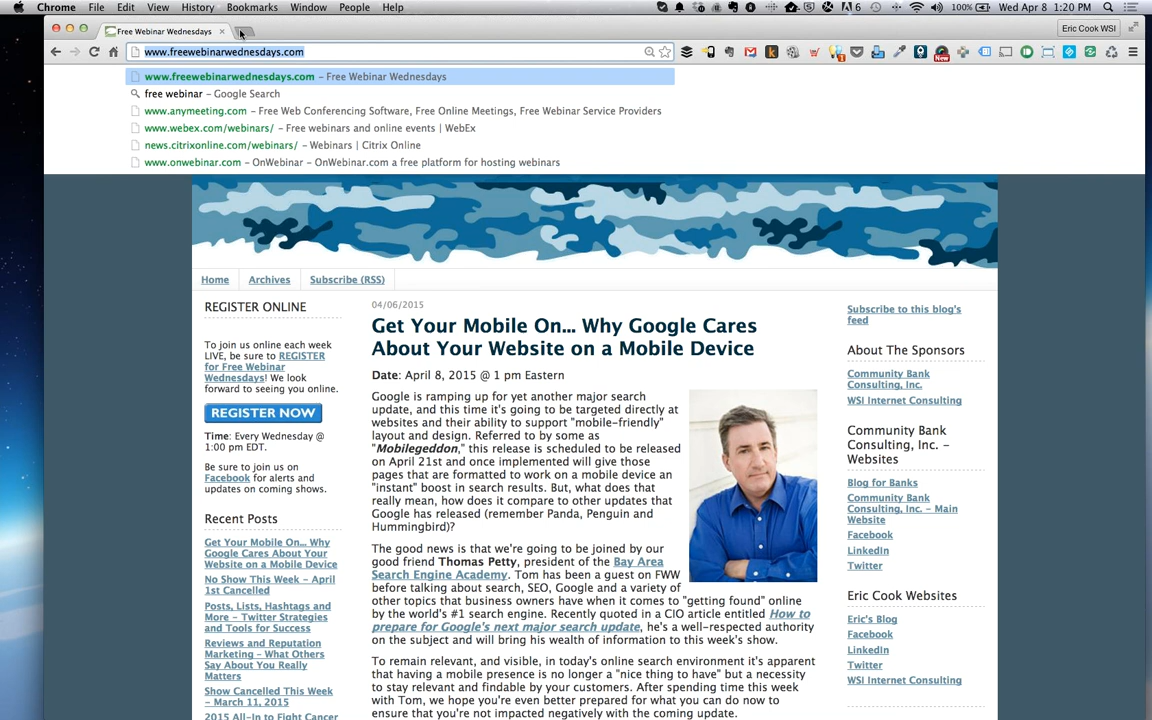 Chrome File Edit View History Bookmarks Window People Help 6 100% Wed Apr 8 1:20 PM
Free Webinar Wednesdays × Eric Cook WSI
www.freewebinarwednesdays.com
www.freewebinarwednesdays.com – Free Webinar Wednesdays
free webinar – Google Search
www.anymeeting.com – Free Web Conferencing Software, Free Online Meetings, Free Webinar Service Providers
www.webex.com/webinars/ – Free webinars and online events | WebEx
news.citrixonline.com/webinars/ – Webinars | Citrix Online
www.onwebinar.com – OnWebinar – OnWebinar.com a free platform for hosting webinars
New
Home Archives Subscribe (RSS)
REGISTER ONLINE
To join us online each week
LIVE, be sure to REGISTER
for Free Webinar
Wednesdays! We look
forward to seeing you online.
REGISTER NOW
Time: Every Wednesday @
1:00 pm EDT.
Be sure to join us on
Facebook for alerts and
updates on coming shows.
Recent Posts
Get Your Mobile On... Why
Google Cares About Your
Website on a Mobile Device
No Show This Week – April
1st Cancelled
Posts, Lists, Hashtags and
More – Twitter Strategies
and Tools for Success
Reviews and Reputation
Marketing – What Others
Say About You Really
Matters
Show Cancelled This Week
– March 11, 2015
2015 All-In to Fight Cancer
04/06/2015
Get Your Mobile On... Why Google Cares
About Your Website on a Mobile Device
Date: April 8, 2015 @ 1 pm Eastern
Google is ramping up for yet another major search
update, and this time it's going to be targeted directly at
websites and their ability to support "mobile-friendly"
layout and design. Referred to by some as
"Mobilegeddon," this release is scheduled to be released
on April 21st and once implemented will give those
pages that are formatted to work on a mobile device an
"instant" boost in search results. But, what does that
really mean, how does it compare to other updates that
Google has released (remember Panda, Penguin and
Hummingbird)?
The good news is that we're going to be joined by our
good friend Thomas Petty, president of the Bay Area
Search Engine Academy. Tom has been a guest on FWW
before talking about search, SEO, Google and a variety of
other topics that business owners have when it comes to "getting found" online
by the world's #1 search engine. Recently quoted in a CIO article entitled How to
prepare for Google's next major search update, he's a well-respected authority
on the subject and will bring his wealth of information to this week's show.
To remain relevant, and visible, in today's online search environment it's apparent
that having a mobile presence is no longer a "nice thing to have" but a necessity
to stay relevant and findable by your customers. After spending time this week
with Tom, we hope you're even better prepared for what you can do now to
ensure that you're not impacted negatively with the coming update.
Subscribe to this blog's
feed
About The Sponsors
Community Bank
Consulting, Inc.
WSI Internet Consulting
Community Bank
Consulting, Inc. –
Websites
Blog for Banks
Community Bank
Consulting, Inc. – Main
Website
Facebook
LinkedIn
Twitter
Eric Cook Websites
Eric's Blog
Facebook
LinkedIn
Twitter
WSI Internet Consulting